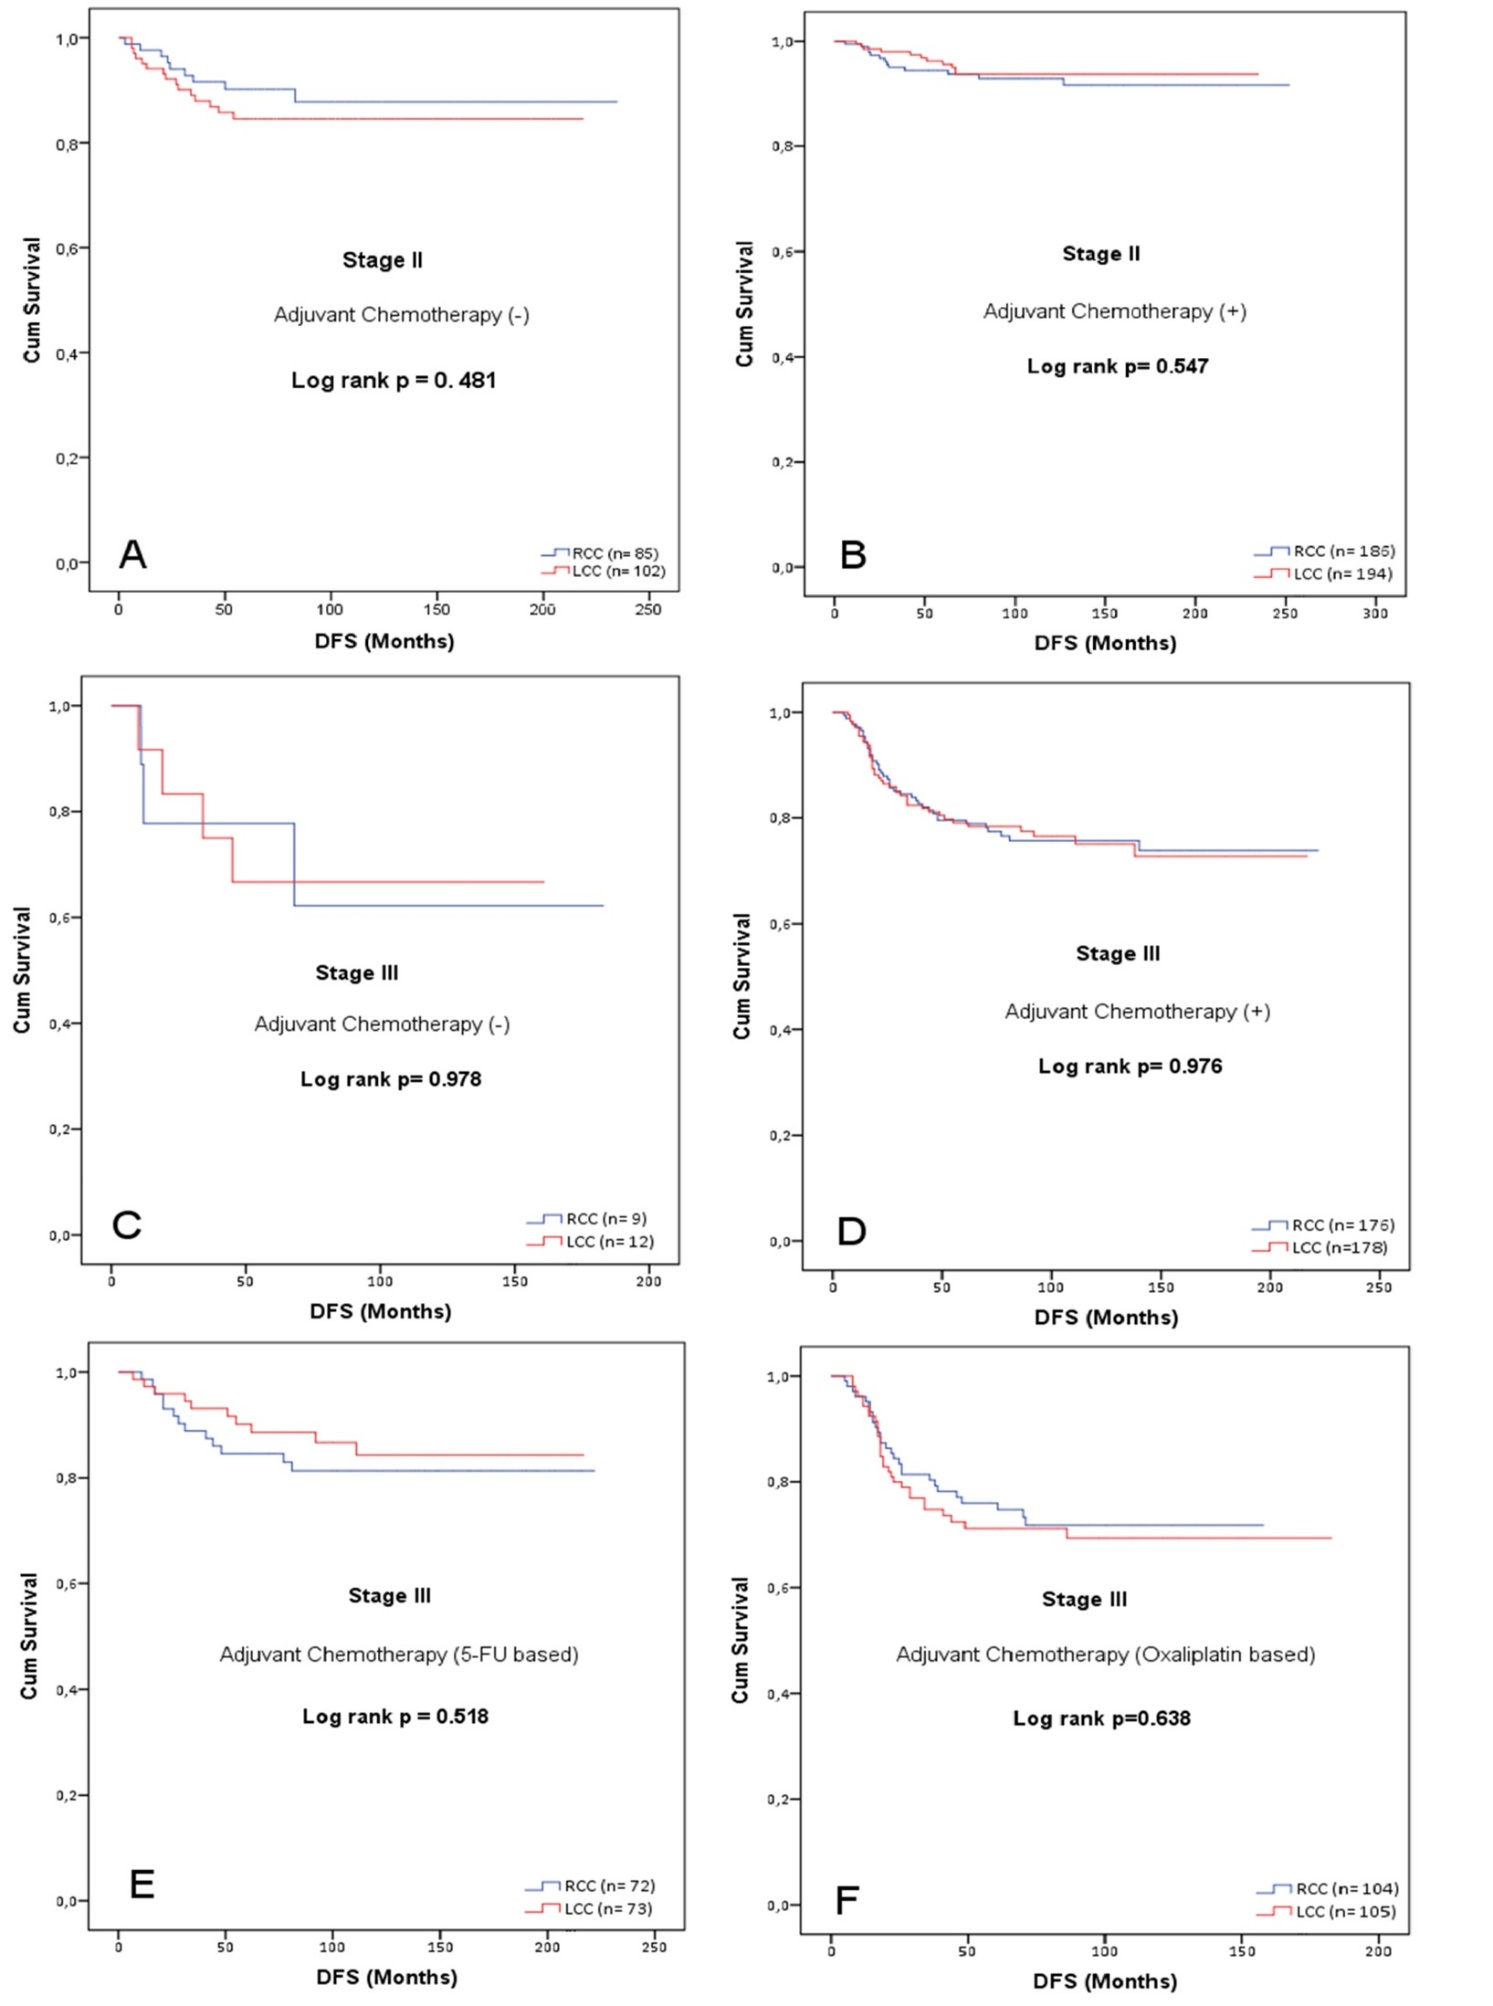 1,0
0,8
0,6
0,4
0,2
0,0
Cum Survival
Stage II
Adjuvant Chemotherapy (-)
Log rank p = 0. 481
A
RCC (n= 85)
LCC (n= 102)
0 50 100 150 200 250
DFS (Months)
1,0
0,8
0,6
0,4
0,2
0,0
Cum Survival
Stage II
Adjuvant Chemotherapy (+)
Log rank p= 0.547
B
RCC (n= 186)
LCC (n= 194)
0 50 100 150 200 250 300
DFS (Months)
1,0
0,8
0,6
0,4
0,2
0,0
Cum Survival
Stage III
Adjuvant Chemotherapy (-)
Log rank p= 0.978
C
RCC (n= 9)
LCC (n= 12)
0 50 100 150 200
DFS (Months)
1,0
0,8
0,6
0,4
0,2
0,0
Cum Survival
Stage III
Adjuvant Chemotherapy (+)
Log rank p= 0.976
D
RCC (n= 176)
LCC (n=178)
0 50 100 150 200 250
DFS (Months)
1,0
0,8
0,6
0,4
0,2
0,0
Cum Survival
Stage III
Adjuvant Chemotherapy (5-FU based)
Log rank p = 0.518
E
RCC (n= 72)
LCC (n= 73)
0 50 100 150 200 250
DFS (Months)
1,0
0,8
0,6
0,4
0,2
0,0
Cum Survival
Stage III
Adjuvant Chemotherapy (Oxaliplatin based)
Log rank p=0.638
F
RCC (n= 104)
LCC (n= 105)
0 50 100 150 200
DFS (Months)